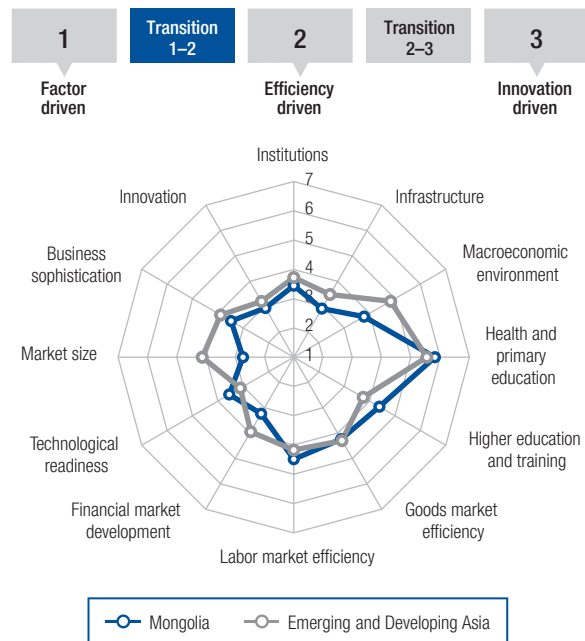 1
Transition
1–2
2
Transition
2–3
3
Factor
driven
Efficiency
driven
Innovation
driven
Institutions
Infrastructure
Macroeconomic
environment
Health and
primary
education
Higher education
and training
Goods market
efficiency
Labor market efficiency
Financial market
development
Technological
readiness
Market size
Business
sophistication
Innovation
7
6
5
4
3
2
1
Mongolia
Emerging and Developing Asia